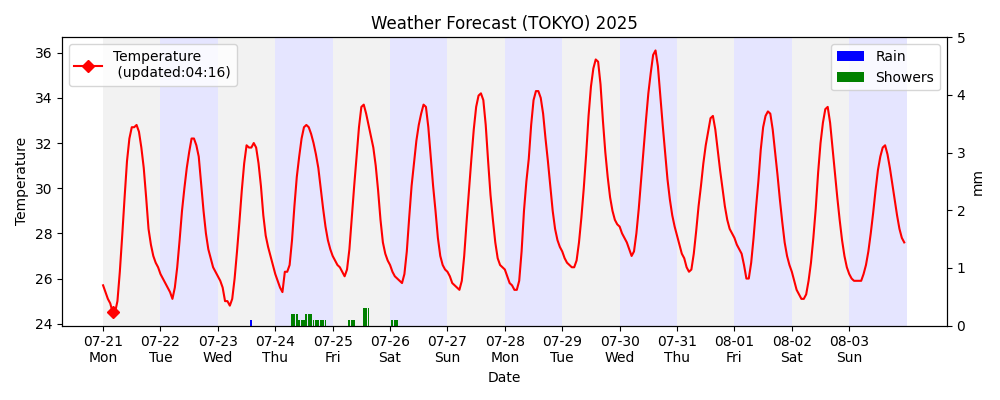 Weather Forecast (TOKYO) 2025
Temperature
(updated:04:16)
Rain
Showers
Temperature
36
34
32
30
28
26
24
5
4
3
2
1
0
mm
07-21 07-22 07-23 07-24 07-25 07-26 07-27 07-28 07-29 07-30 07-31 08-01 08-02 08-03
Mon Tue Wed Thu Fri Sat Sun Mon Tue Wed Thu Fri Sat Sun
Date